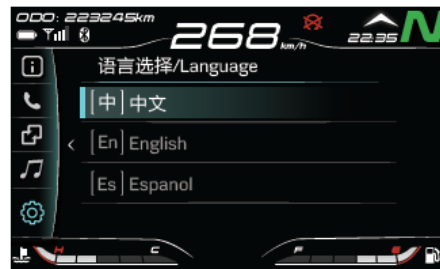 ODO: 223245km
268 km/h
22:35 N
语言选择/Language
[中] 中文
[En] English
[Es] Espanol
H C F E